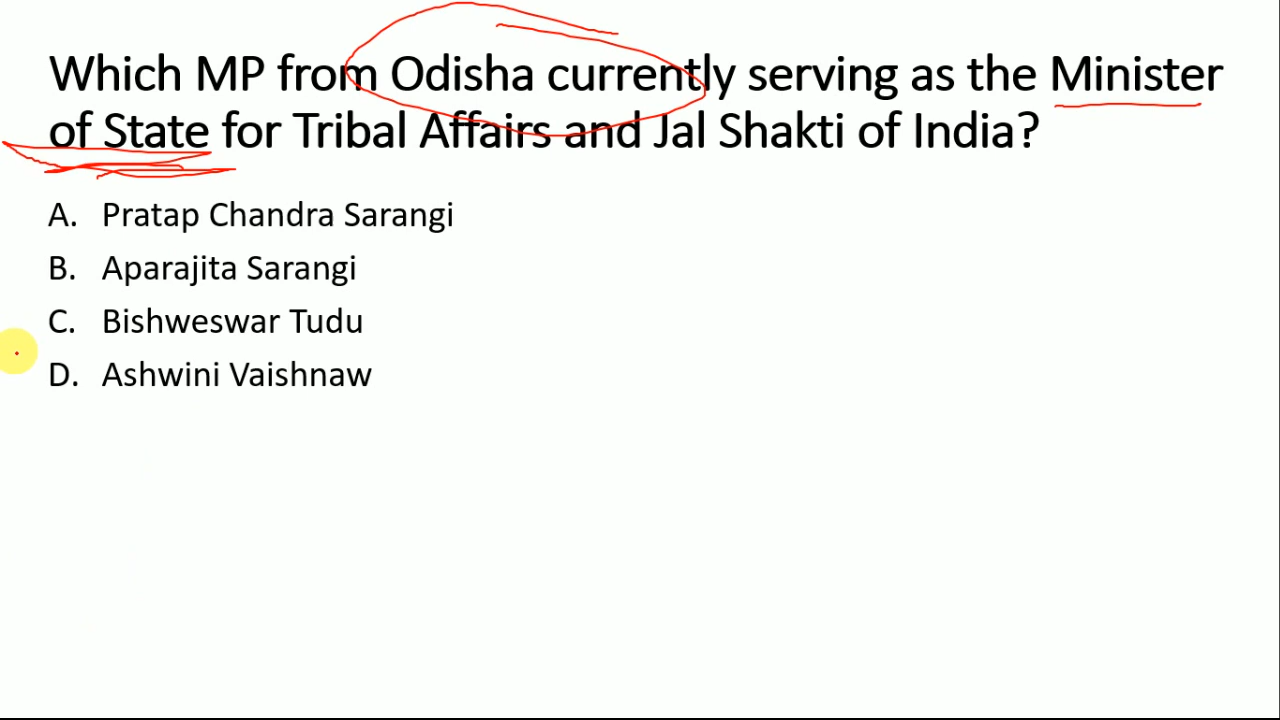 Which MP from Odisha currently serving as the Minister
of State for Tribal Affairs and Jal Shakti of India?
A. Pratap Chandra Sarangi
B. Aparajita Sarangi
C. Bishweswar Tudu
D. Ashwini Vaishnaw